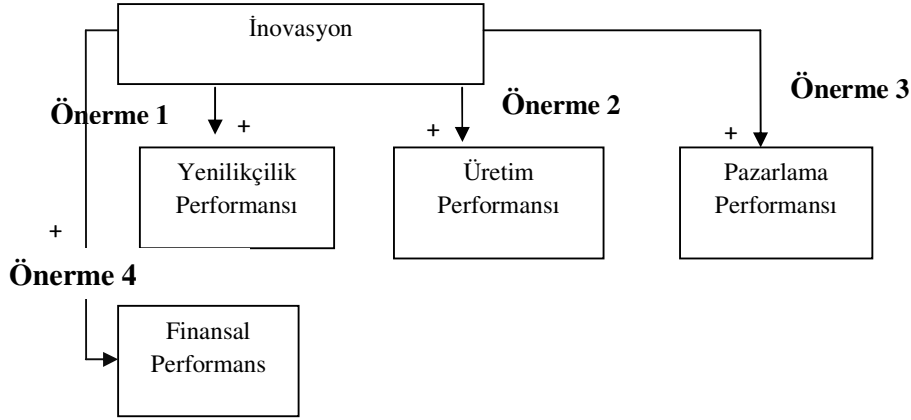 İnovasyon
Önerme 1
Önerme 2
Önerme 3
+
+
+
Yenilikçilik
Performansı
Üretim
Performansı
Pazarlama
Performansı
+
Önerme 4
Finansal
Performans